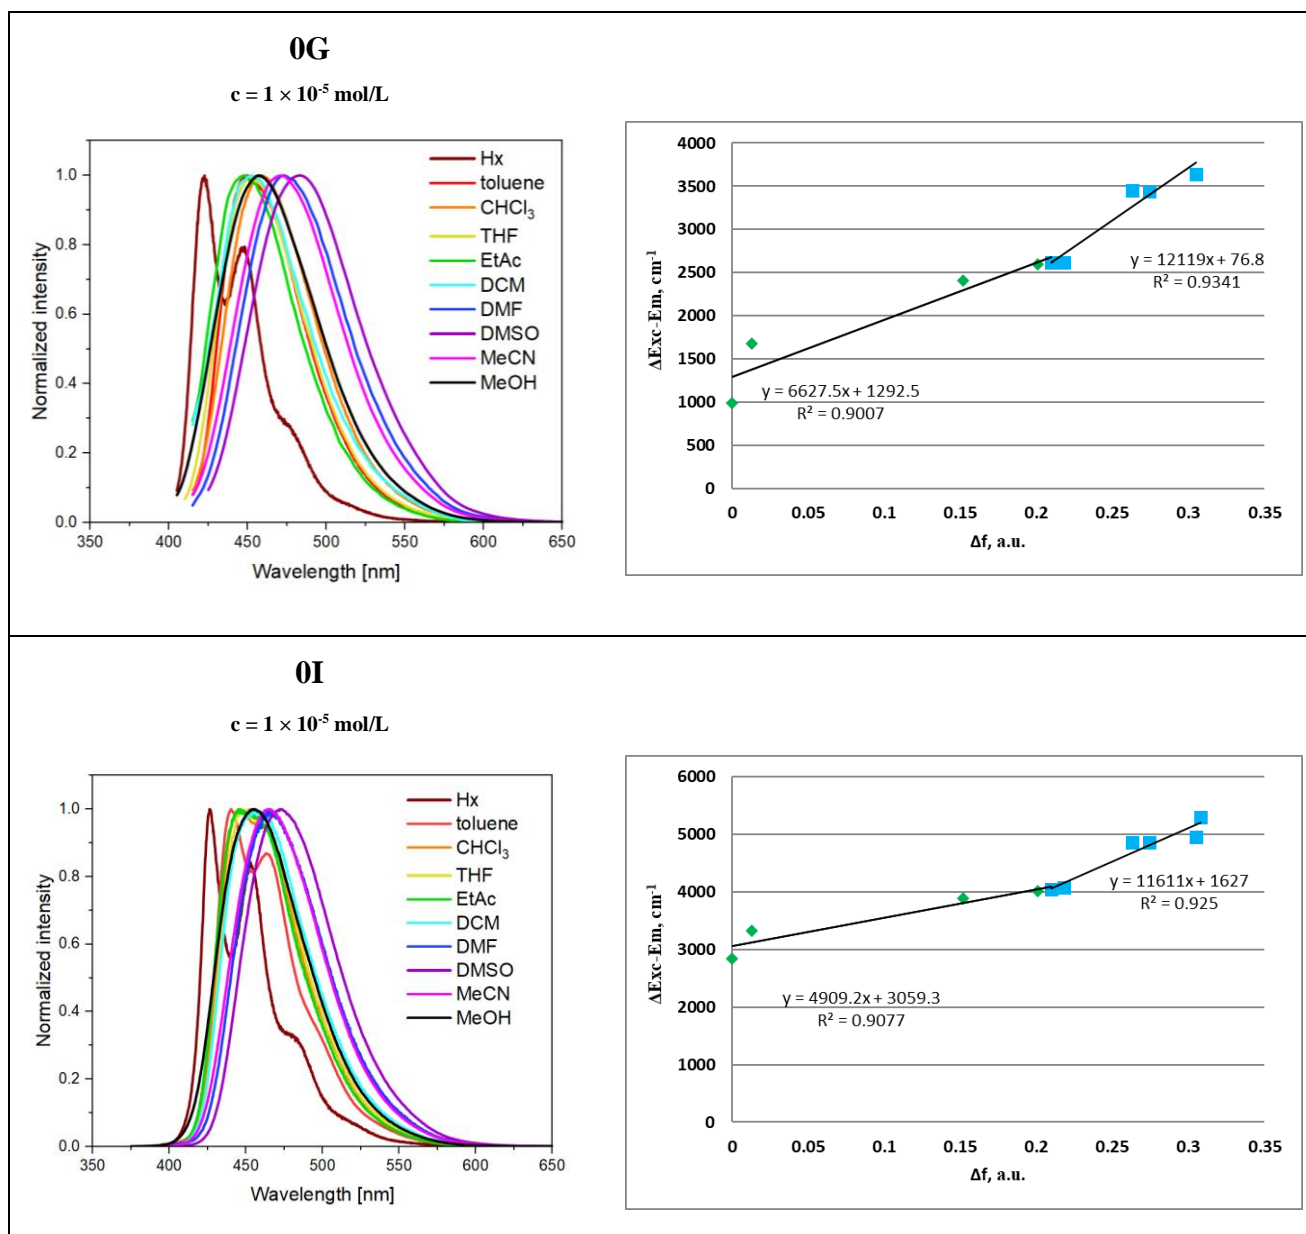 0G
c = 1 × 10⁻⁵ mol/L
Normalized intensity
1.0
0.8
0.6
0.4
0.2
0.0
350 400 450 500 550 600 650
Wavelength [nm]
Hx
toluene
CHCl₃
THF
EtAc
DCM
DMF
DMSO
MeCN
MeOH
ΔExc-Em, cm⁻¹
4000
3500
3000
2500
2000
1500
1000
500
0
0 0.05 0.1 0.15 0.2 0.25 0.3 0.35
Δf, a.u.
y = 12119x + 76.8
R² = 0.9341
y = 6627.5x + 1292.5
R² = 0.9007
0I
c = 1 × 10⁻⁵ mol/L
Normalized intensity
1.0
0.8
0.6
0.4
0.2
0.0
350 400 450 500 550 600 650
Wavelength [nm]
Hx
toluene
CHCl₃
THF
EtAc
DCM
DMF
DMSO
MeCN
MeOH
ΔExc-Em, cm⁻¹
6000
5000
4000
3000
2000
1000
0
0 0.05 0.1 0.15 0.2 0.25 0.3 0.35
Δf, a.u.
y = 11611x + 1627
R² = 0.925
y = 4909.2x + 3059.3
R² = 0.9077